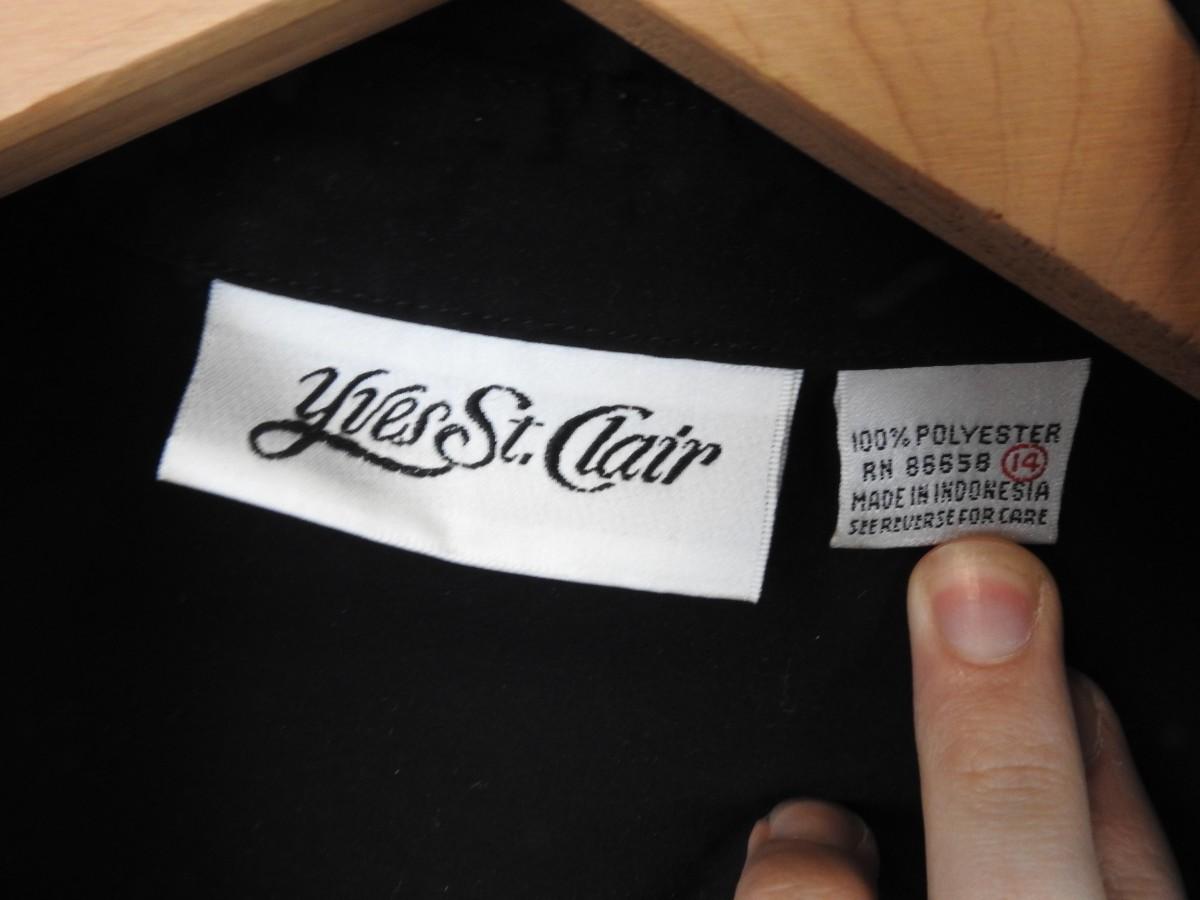 Yves St. Clair
100% POLYESTER
RN 86658 14
MADE IN INDONESIA
SEE REVERSE FOR CARE